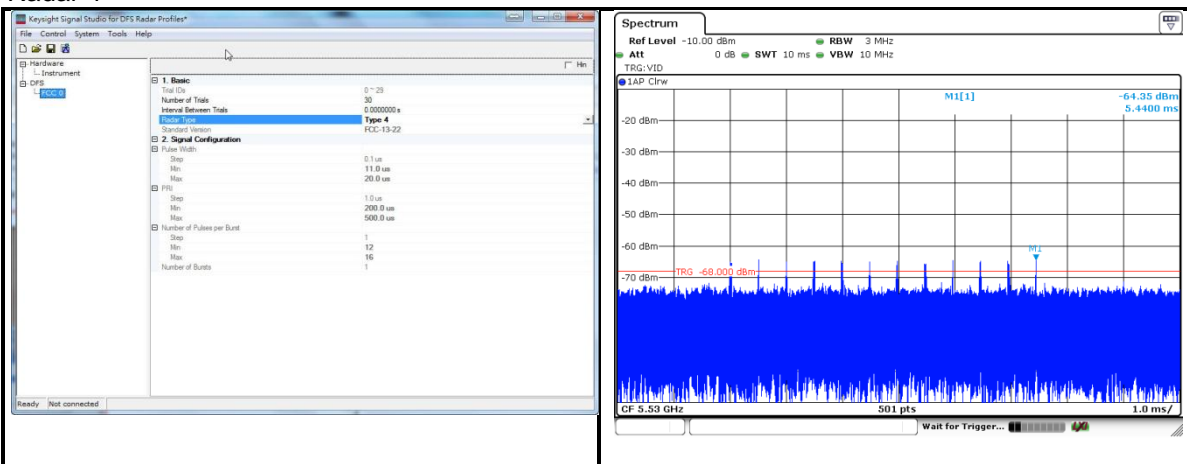 Keysight Signal Studio for DFS Radar Profiles*
File Control System Tools Help
Hardware
Instrument
DFS
FCC 0
Hn
1. Basic
Trial IDs 0 ~ 29
Number of Trials 30
Interval Between Trials 0.0000000 s
Radar Type Type 4
Standard Version FCC-13-22
2. Signal Configuration
Pulse Width
Step 0.1 us
Min 11.0 us
Max 20.0 us
PRI
Step 1.0 us
Min 200.0 us
Max 500.0 us
Number of Pulses per Burst
Step 1
Min 12
Max 16
Number of Bursts 1
Ready Not connected
Spectrum
Ref Level -10.00 dBm RBW 3 MHz
Att 0 dB SWT 10 ms VBW 10 MHz
TRG:VID
1AP Clrw
M1[1] -64.35 dBm
5.4400 ms
-20 dBm
-30 dBm
-40 dBm
-50 dBm
-60 dBm
M1
TRG -68.000 dBm
-70 dBm
CF 5.53 GHz 501 pts 1.0 ms/
Wait for Trigger...